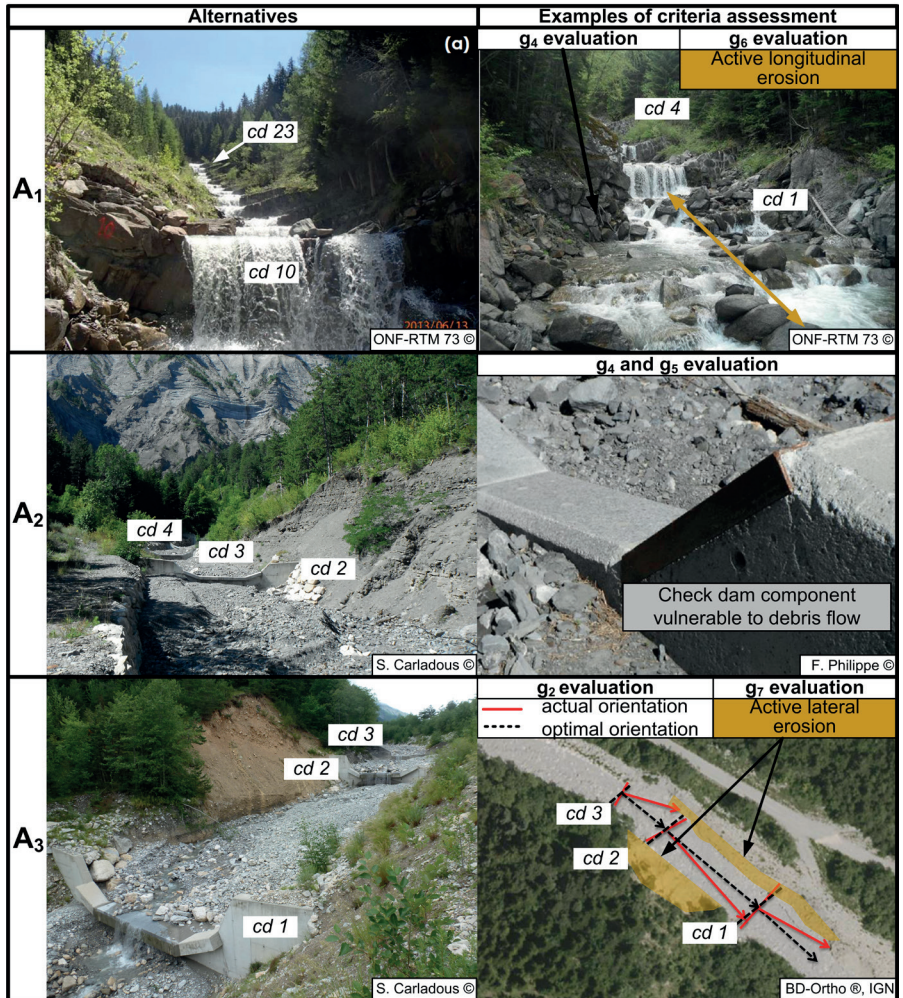 Alternatives
Examples of criteria assessment
A1
(a)
cd 23
cd 10
2013/06/13
ONF-RTM 73 ©
g4 evaluation
g6 evaluation
Active longitudinal
erosion
cd 4
cd 1
ONF-RTM 73 ©
A2
cd 4
cd 3
cd 2
S. Carladous ©
g4 and g5 evaluation
Check dam component
vulnerable to debris flow
F. Philippe ©
A3
cd 3
cd 2
cd 1
S. Carladous ©
g2 evaluation
g7 evaluation
actual orientation
optimal orientation
Active lateral
erosion
cd 3
cd 2
cd 1
BD-Ortho ®, IGN